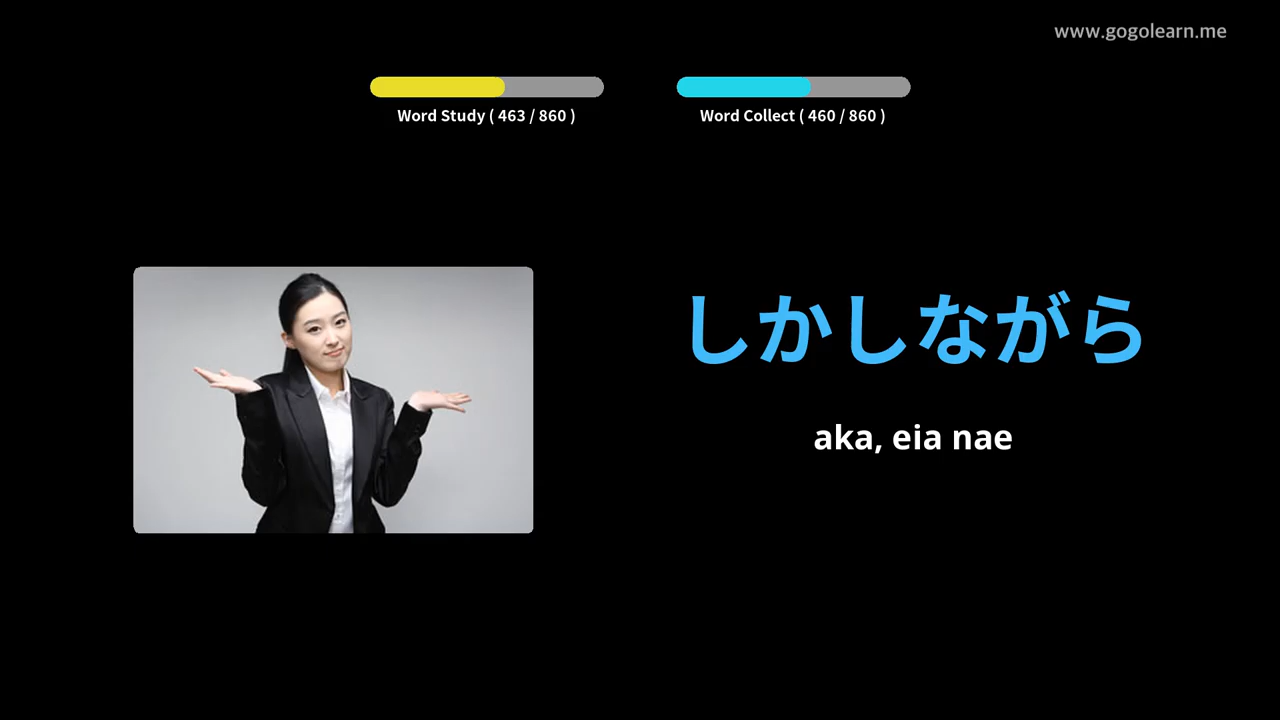 www.gogolearn.me
Word Study ( 463 / 860 )
Word Collect ( 460 / 860 )
しかしながら
aka, eia nae